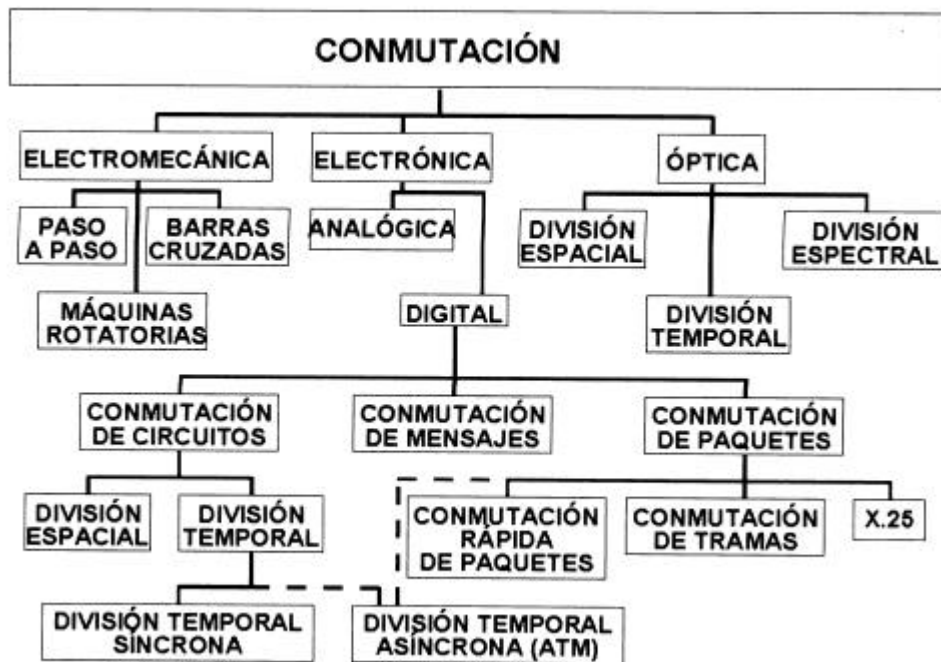 CONMUTACIÓN
ELECTROMECÁNICA
ELECTRÓNICA
ÓPTICA
PASO
A PASO
BARRAS
CRUZADAS
ANALÓGICA
DIVISIÓN
ESPACIAL
DIVISIÓN
ESPECTRAL
MÁQUINAS
ROTATORIAS
DIGITAL
DIVISIÓN
TEMPORAL
CONMUTACIÓN
DE CIRCUITOS
CONMUTACIÓN
DE MENSAJES
CONMUTACIÓN
DE PAQUETES
DIVISIÓN
ESPACIAL
DIVISIÓN
TEMPORAL
CONMUTACIÓN
RÁPIDA
DE PAQUETES
CONMUTACIÓN
DE TRAMAS
X.25
DIVISIÓN TEMPORAL
SÍNCRONA
DIVISIÓN TEMPORAL
ASÍNCRONA (ATM)